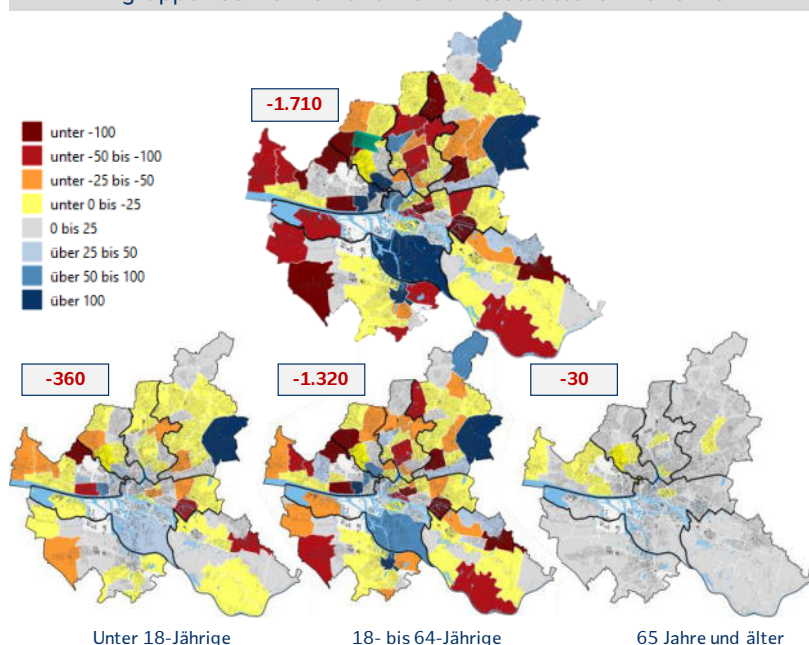 -1.710
unter -100
unter -50 bis -100
unter -25 bis -50
unter 0 bis -25
0 bis 25
über 25 bis 50
über 50 bis 100
über 100
-360
-1.320
-30
Unter 18-Jährige
18- bis 64-Jährige
65 Jahre und älter